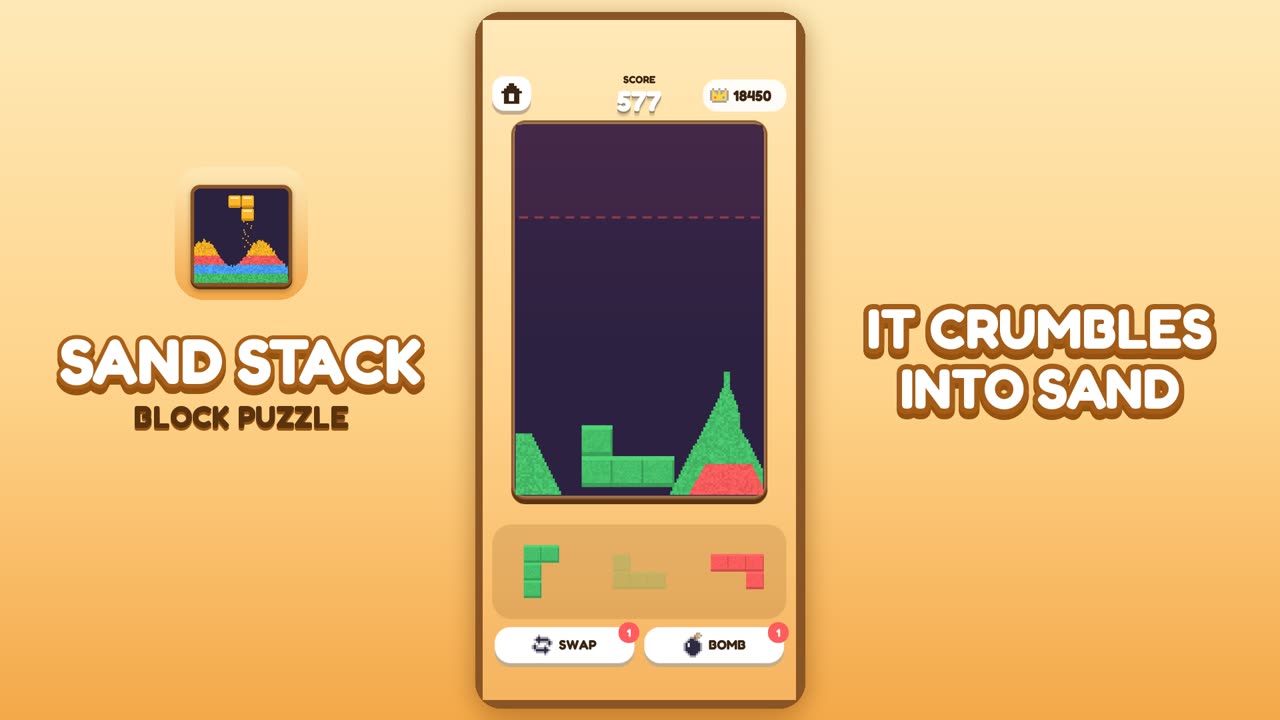 SCORE
577
18450
SAND STACK
BLOCK PUZZLE
IT CRUMBLES
INTO SAND
SWAP
1
BOMB
1